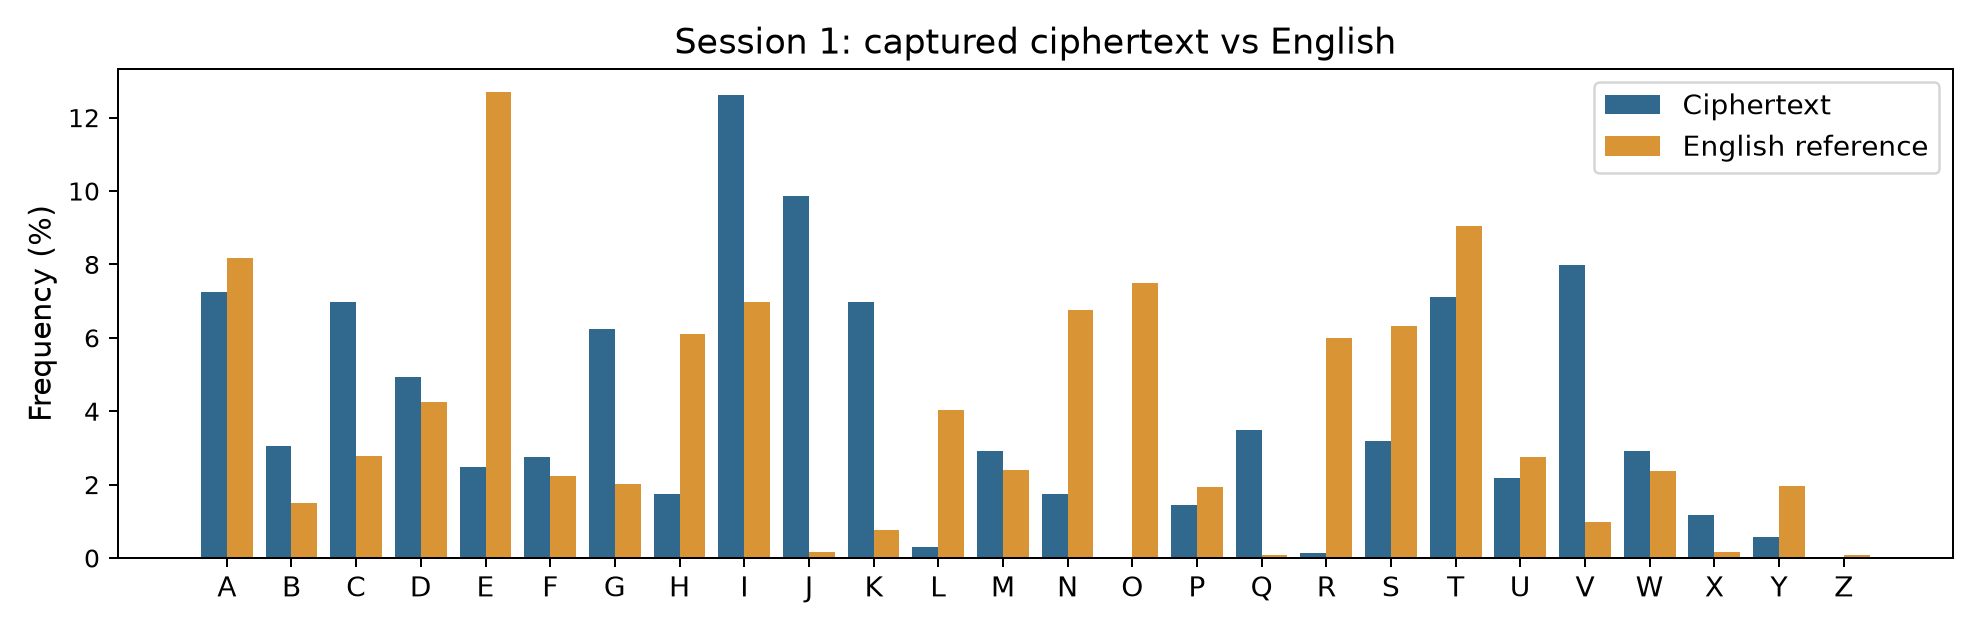 Session 1: captured ciphertext vs English
Frequency (%)
12
10
8
6
4
2
0
Ciphertext
English reference
A B C D E F G H I J K L M N O P Q R S T U V W X Y Z